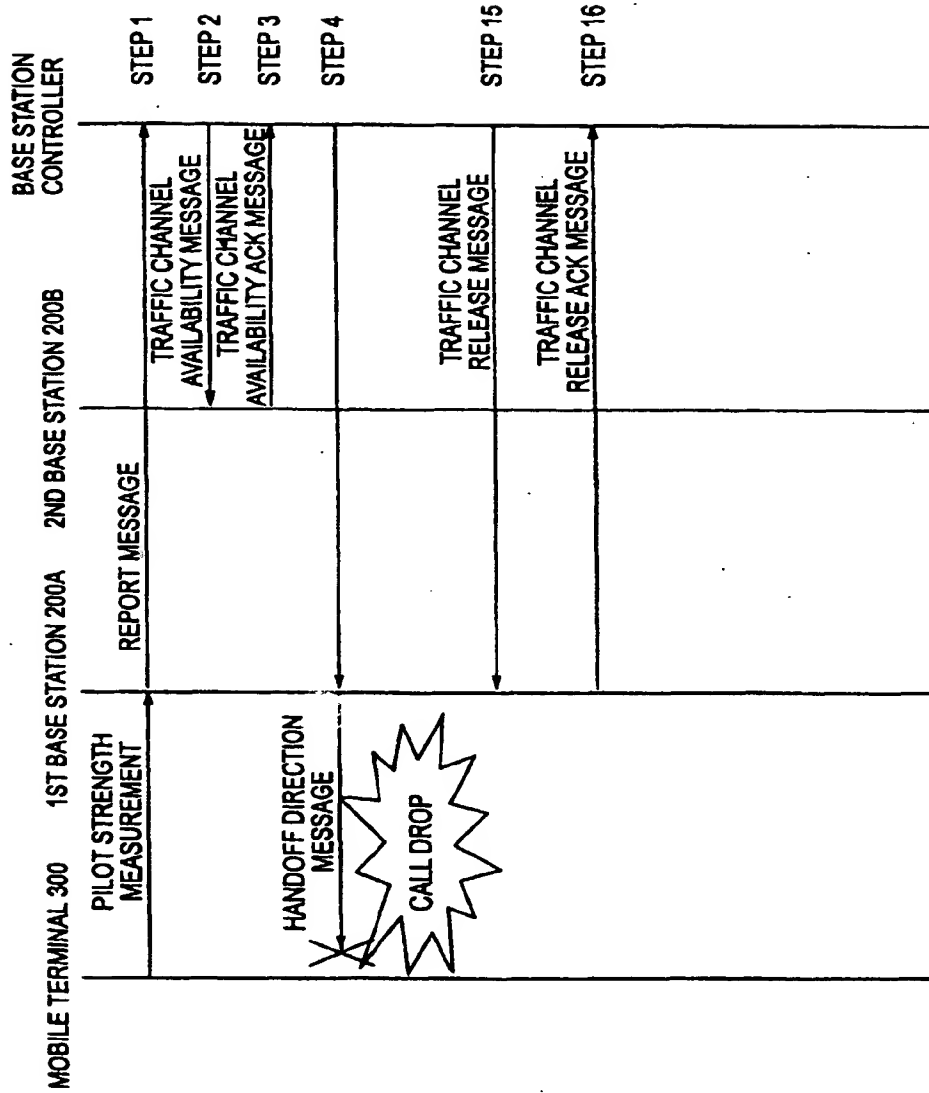 MOBILE TERMINAL 300
1ST BASE STATION 200A
2ND BASE STATION 200B
BASE STATION
CONTROLLER
PILOT STRENGTH
MEASUREMENT
REPORT MESSAGE
STEP 1
TRAFFIC CHANNEL
AVAILABILITY MESSAGE
STEP 2
TRAFFIC CHANNEL
AVAILABILITY ACK MESSAGE
STEP 3
HANDOFF DIRECTION
MESSAGE
STEP 4
CALL DROP
TRAFFIC CHANNEL
RELEASE MESSAGE
STEP 15
TRAFFIC CHANNEL
RELEASE ACK MESSAGE
STEP 16